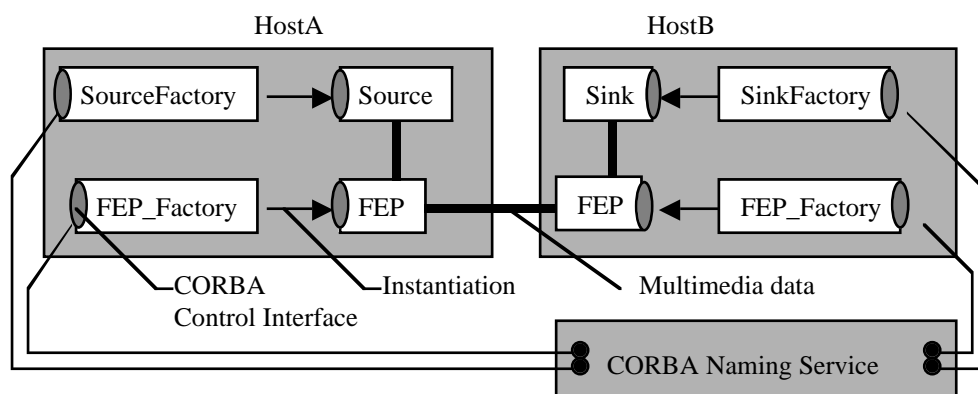 HostA
HostB
SourceFactory
Source
Sink
SinkFactory
FEP_Factory
FEP
FEP
FEP_Factory
CORBA
Control Interface
Instantiation
Multimedia data
CORBA Naming Service